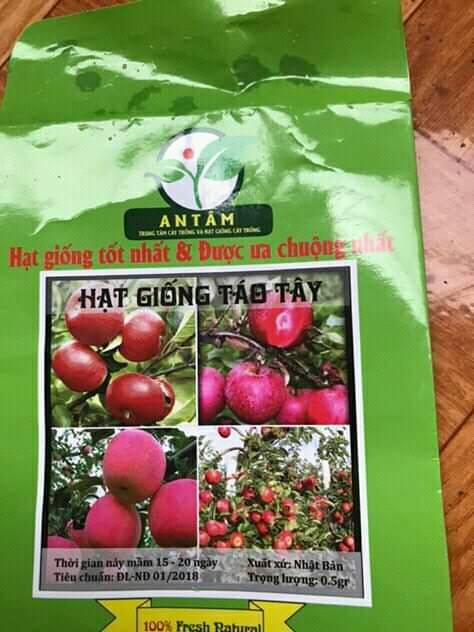 ANTÂM
TRUNG TÂM CÂY TRỒNG VÀ HẠT GIỐNG CÂY TRỒNG
Hạt giống tốt nhất & Được ưa chuộng nhất
HẠT GIỐNG TÁO TÂY
Thời gian nảy mầm 15 - 20 ngày
Tiêu chuẩn: ĐL-NĐ 01/2018
Xuất xứ: Nhật Bản
Trọng lượng: 0.5gr
100% Fresh Natural